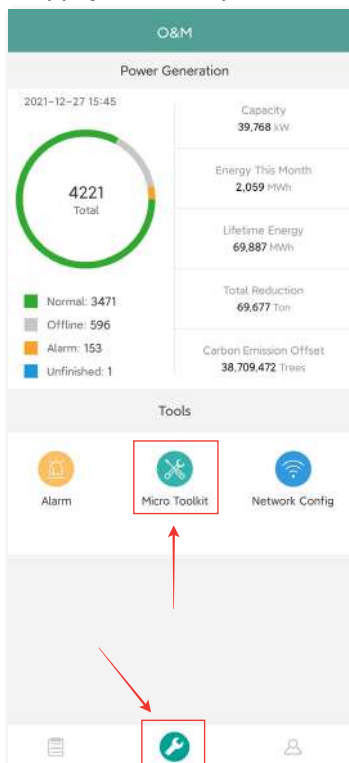 O&M
Power Generation
2021-12-27 15:45
4221
Total
Normal: 3471
Offline: 596
Alarm: 153
Unfinished: 1
Capacity
39,768 kW
Energy This Month
2,059 MWh
Lifetime Energy
69,887 MWh
Total Reduction
69,677 Ton
Carbon Emission Offset
38,709,472 Trees
Tools
Alarm
Micro Toolkit
Network Config